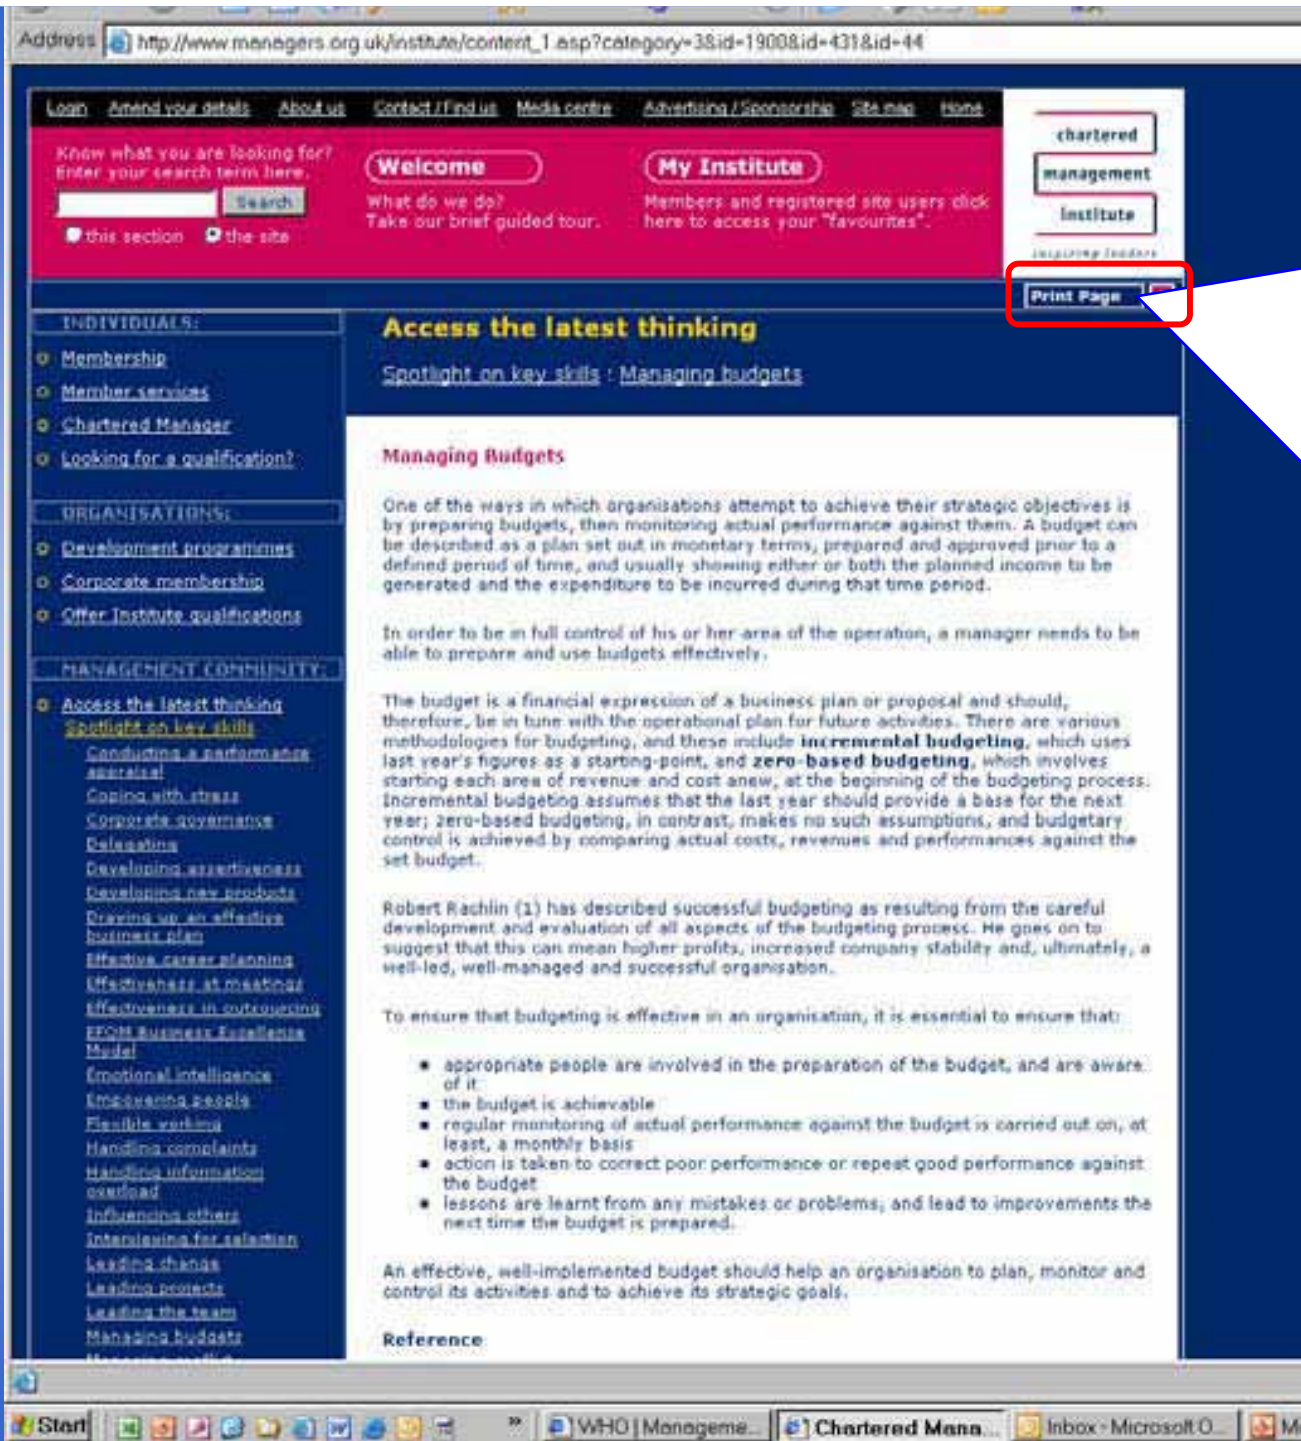 Address http://www.managers.org.uk/institute/content_1.asp?category=3&id=1900&id=431&id=44
Login Amend your details About us Contact / Find us Media centre Advertising / Sponsorship Site map Home
Know what you are looking for?
Enter your search term here.
Search
this section the site
Welcome
What do we do?
Take our brief guided tour.
My Institute
Members and registered site users click
here to access your "favourites".
chartered
management
institute
inspiring leaders
Print Page
INDIVIDUALS:
Membership
Member services
Chartered Manager
Looking for a qualification?
ORGANISATIONS:
Development programmes
Corporate membership
Offer Institute qualifications
MANAGEMENT COMMUNITY:
Access the latest thinking
Spotlight on key skills
Conducting a performance
appraisal
Coping with stress
Corporate governance
Delegating
Developing assertiveness
Developing new products
Drawing up an effective
business plan
Effective career planning
Effectiveness at meetings
Effectiveness in outsourcing
EFQM Business Excellence
Model
Emotional intelligence
Empowering people
Flexible working
Handling complaints
Handling information
overload
Influencing others
Interviewing for selection
Leading change
Leading projects
Leading the team
Managing budgets
Access the latest thinking
Spotlight on key skills : Managing budgets
Managing Budgets
One of the ways in which organisations attempt to achieve their strategic objectives is
by preparing budgets, then monitoring actual performance against them. A budget can
be described as a plan set out in monetary terms, prepared and approved prior to a
defined period of time, and usually showing either or both the planned income to be
generated and the expenditure to be incurred during that time period.
In order to be in full control of his or her area of the operation, a manager needs to be
able to prepare and use budgets effectively.
The budget is a financial expression of a business plan or proposal and should,
therefore, be in tune with the operational plan for future activities. There are various
methodologies for budgeting, and these include incremental budgeting, which uses
last year's figures as a starting-point, and zero-based budgeting, which involves
starting each area of revenue and cost anew, at the beginning of the budgeting process.
Incremental budgeting assumes that the last year should provide a base for the next
year; zero-based budgeting, in contrast, makes no such assumptions, and budgetary
control is achieved by comparing actual costs, revenues and performances against the
set budget.
Robert Rachlin (1) has described successful budgeting as resulting from the careful
development and evaluation of all aspects of the budgeting process. He goes on to
suggest that this can mean higher profits, increased company stability and, ultimately, a
well-led, well-managed and successful organisation.
To ensure that budgeting is effective in an organisation, it is essential to ensure that:
appropriate people are involved in the preparation of the budget, and are aware
of it
the budget is achievable
regular monitoring of actual performance against the budget is carried out on, at
least, a monthly basis
action is taken to correct poor performance or repeat good performance against
the budget
lessons are learnt from any mistakes or problems, and lead to improvements the
next time the budget is prepared.
An effective, well-implemented budget should help an organisation to plan, monitor and
control its activities and to achieve its strategic goals.
Reference
Start » WHO | Manageme... Chartered Mana... Inbox - Microsoft O...